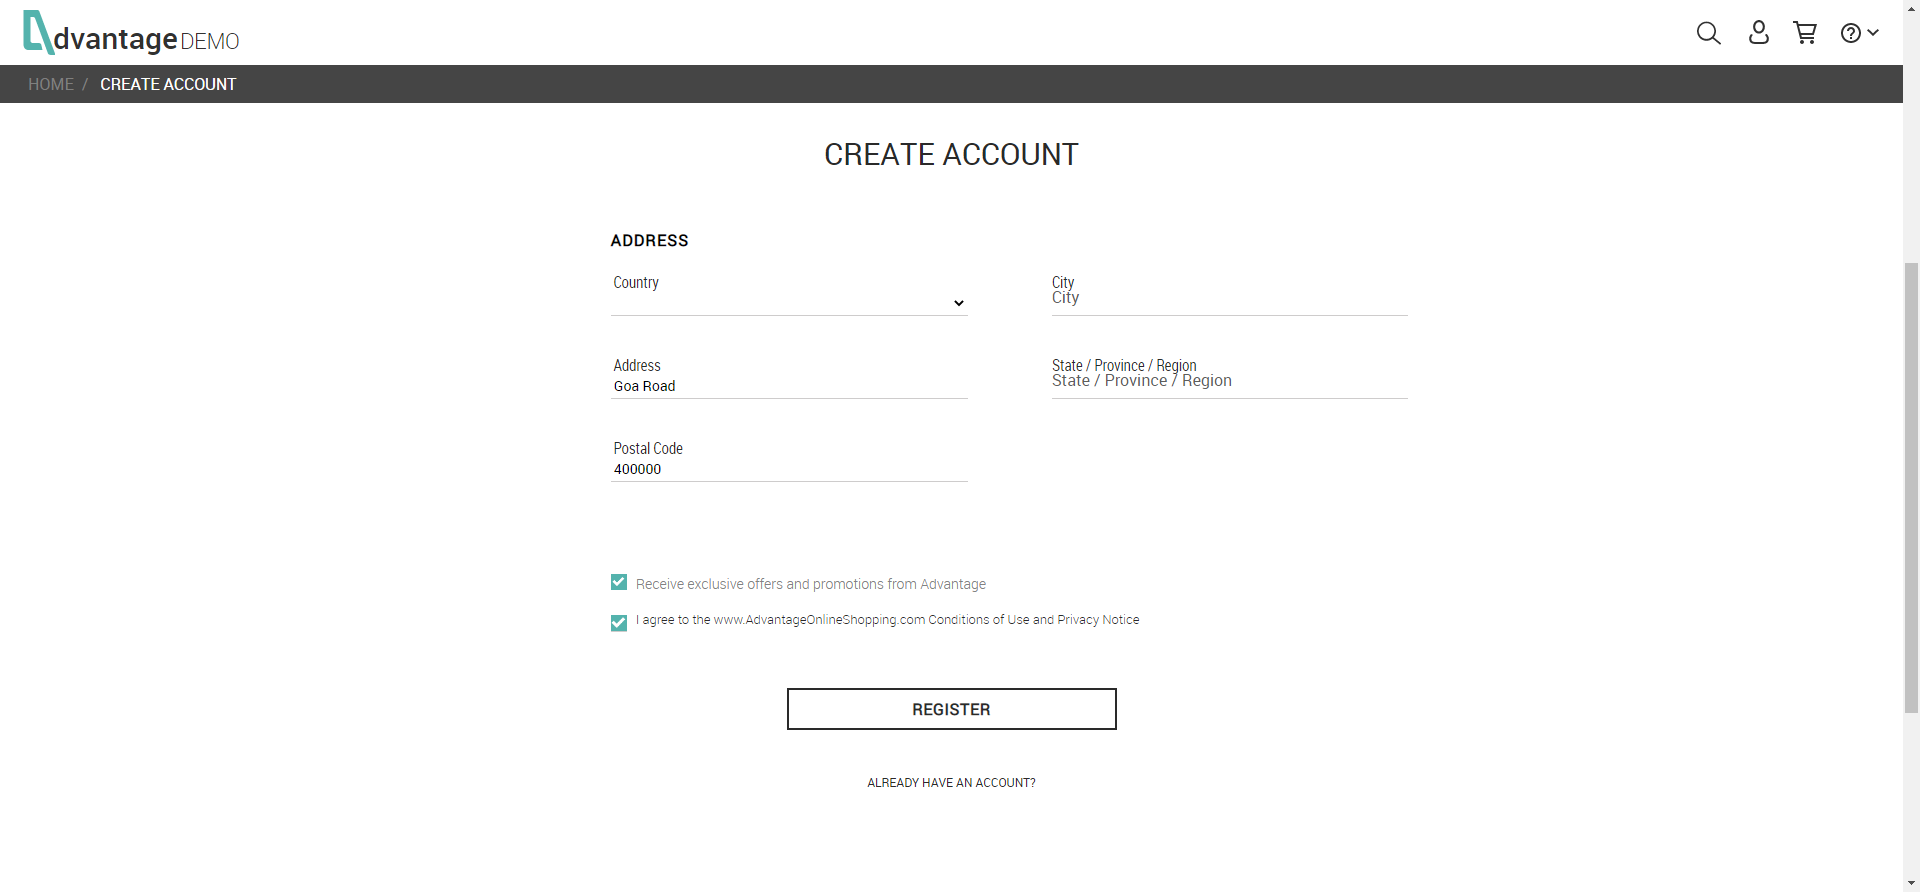 dvantage DEMO
HOME / CREATE ACCOUNT
CREATE ACCOUNT
ADDRESS
Country
City
City
Address
Goa Road
State / Province / Region
State / Province / Region
Postal Code
400000
Receive exclusive offers and promotions from Advantage
I agree to the www.AdvantageOnlineShopping.com Conditions of Use and Privacy Notice
REGISTER
ALREADY HAVE AN ACCOUNT?